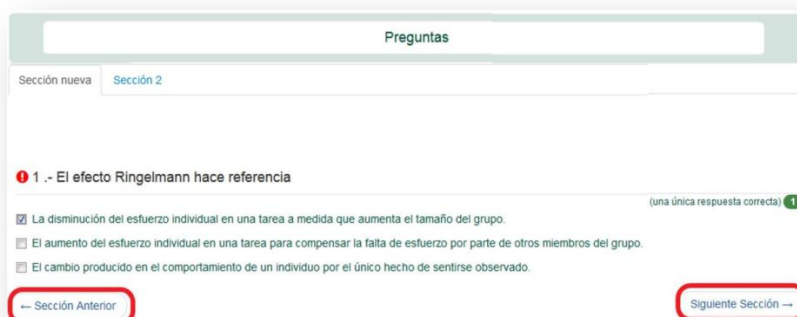 Preguntas
Sección nueva Sección 2
1 .- El efecto Ringelmann hace referencia
(una única respuesta correcta) 1
La disminución del esfuerzo individual en una tarea a medida que aumenta el tamaño del grupo.
El aumento del esfuerzo individual en una tarea para compensar la falta de esfuerzo por parte de otros miembros del grupo.
El cambio producido en el comportamiento de un individuo por el único hecho de sentirse observado.
← Sección Anterior Siguiente Sección →